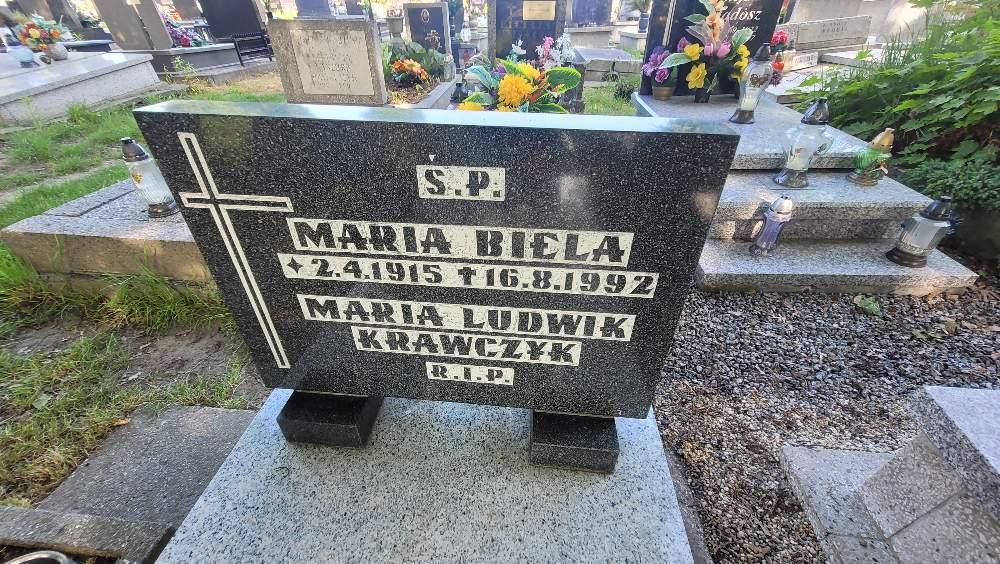 Ś.P.
MARIA BIELA
✦2.4.1915 ✝16.8.1992
MARIA LUDWIK
KRAWCZYK
R.I.P.